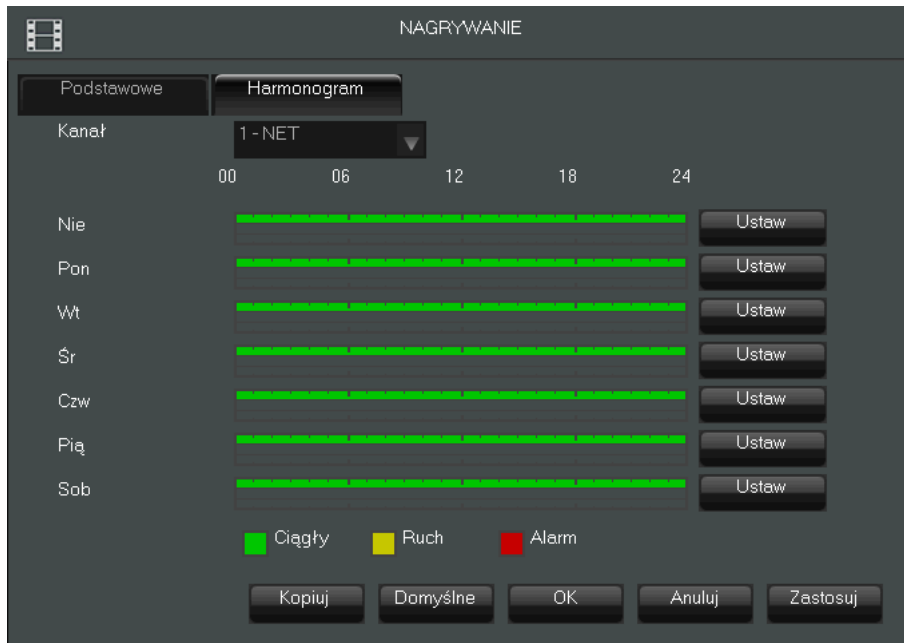 NAGRYWANIE
Podstawowe Harmonogram
Kanał 1 - NET
00 06 12 18 24
Nie Ustaw
Pon Ustaw
Wt Ustaw
Śr Ustaw
Czw Ustaw
Pią Ustaw
Sob Ustaw
Ciągły Ruch Alarm
Kopiuj Domyślne OK Anuluj Zastosuj